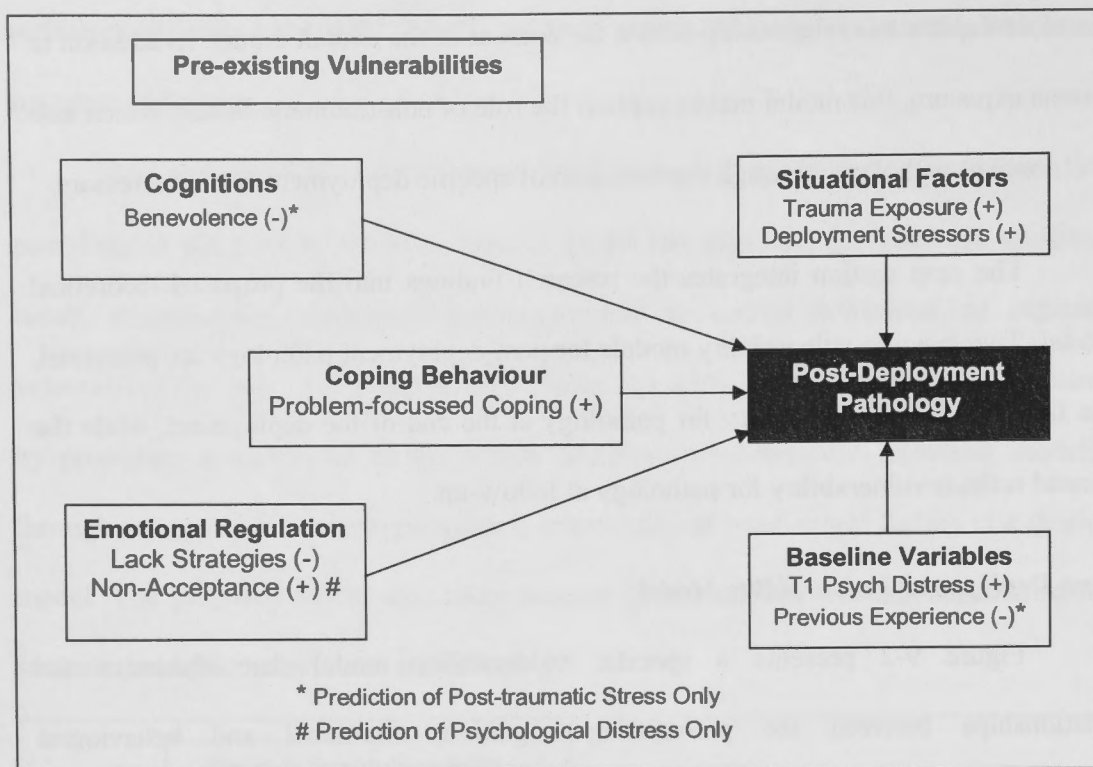 Pre-existing Vulnerabilities
Cognitions
Benevolence (-)*
Situational Factors
Trauma Exposure (+)
Deployment Stressors (+)
Coping Behaviour
Problem-focussed Coping (+)
Post-Deployment
Pathology
Emotional Regulation
Lack Strategies (-)
Non-Acceptance (+) #
Baseline Variables
T1 Psych Distress (+)
Previous Experience (-)*
* Prediction of Post-traumatic Stress Only
# Prediction of Psychological Distress Only